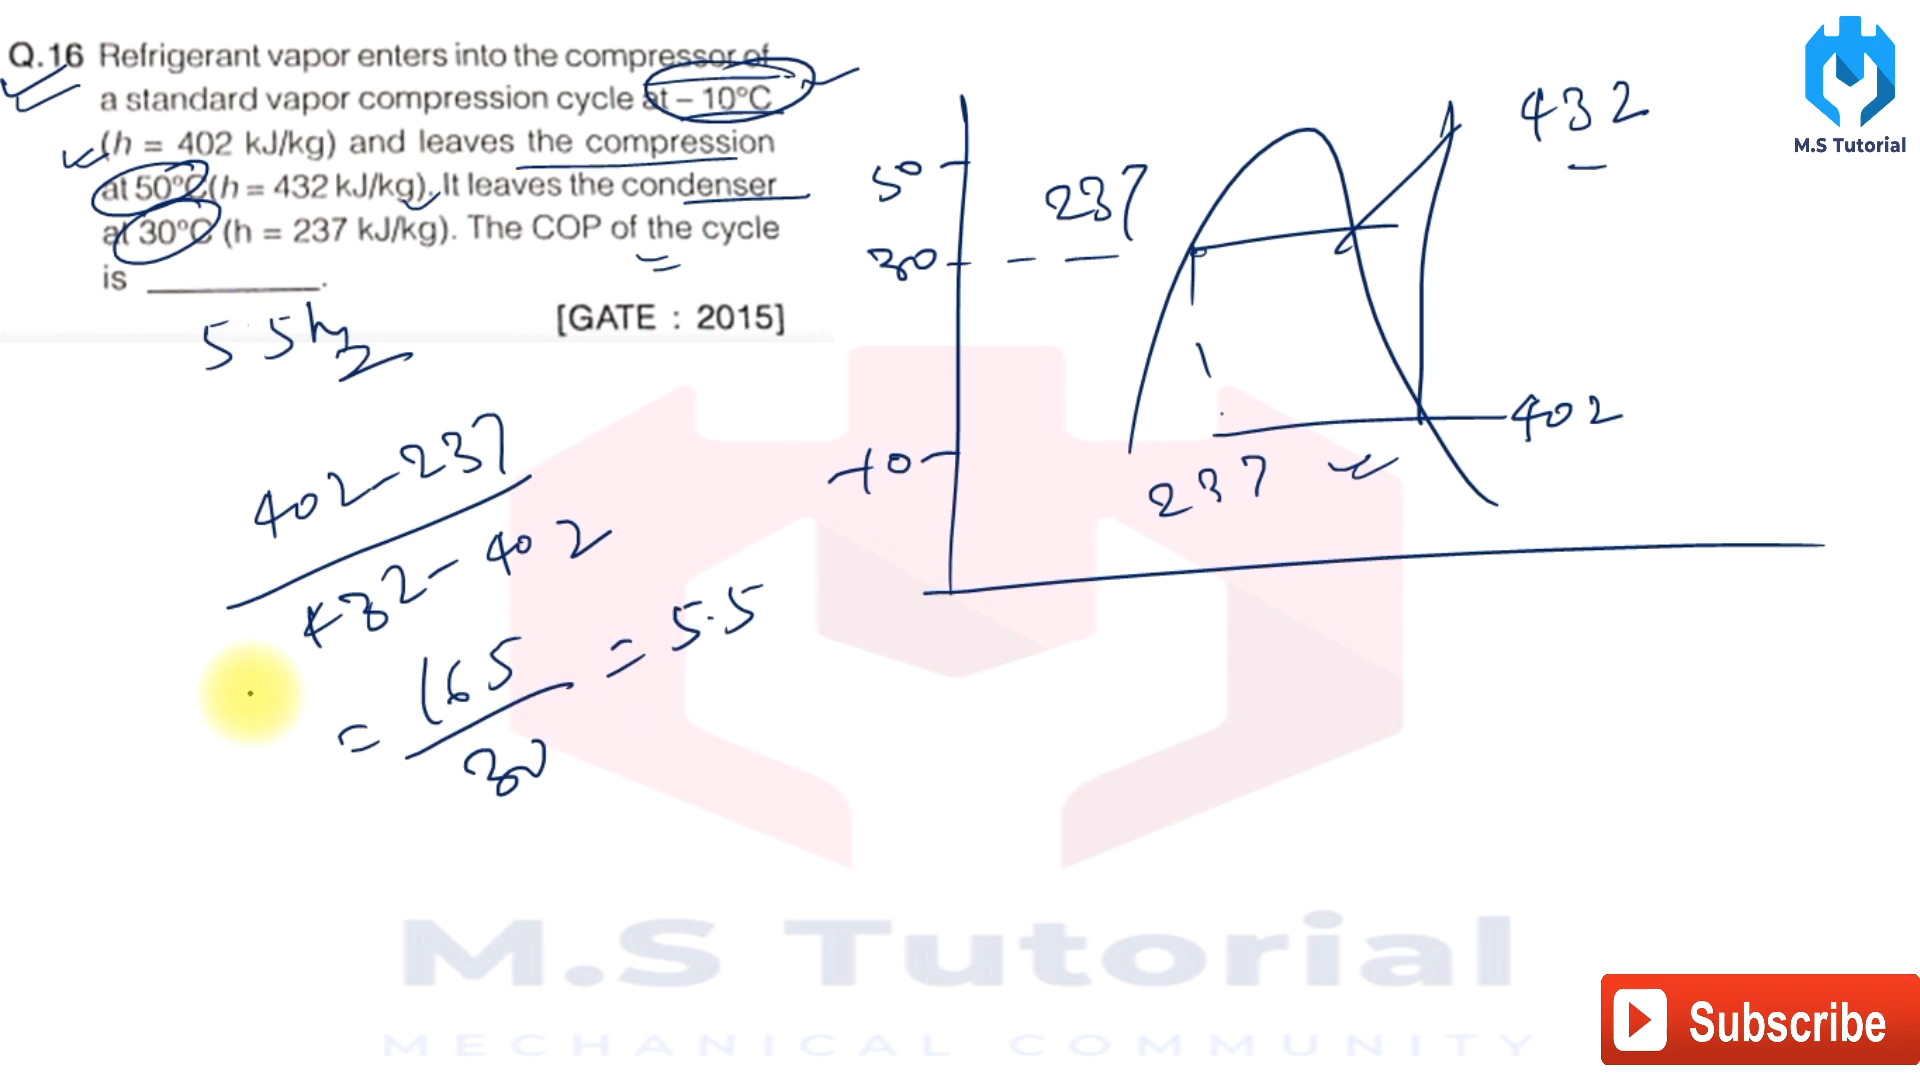 Q.16 Refrigerant vapor enters into the compressor of
a standard vapor compression cycle at – 10°C
(h = 402 kJ/kg) and leaves the compression
at 50°C (h = 432 kJ/kg). It leaves the condenser
at 30°C (h = 237 kJ/kg). The COP of the cycle
is __________.
[GATE : 2015]
5.5
402-237
432-402
= 165
30
= 5.5
50
30
-10
237
432
402
237
M.S Tutorial
M.S Tutorial
MECHANICAL COMMUNITY
Subscribe